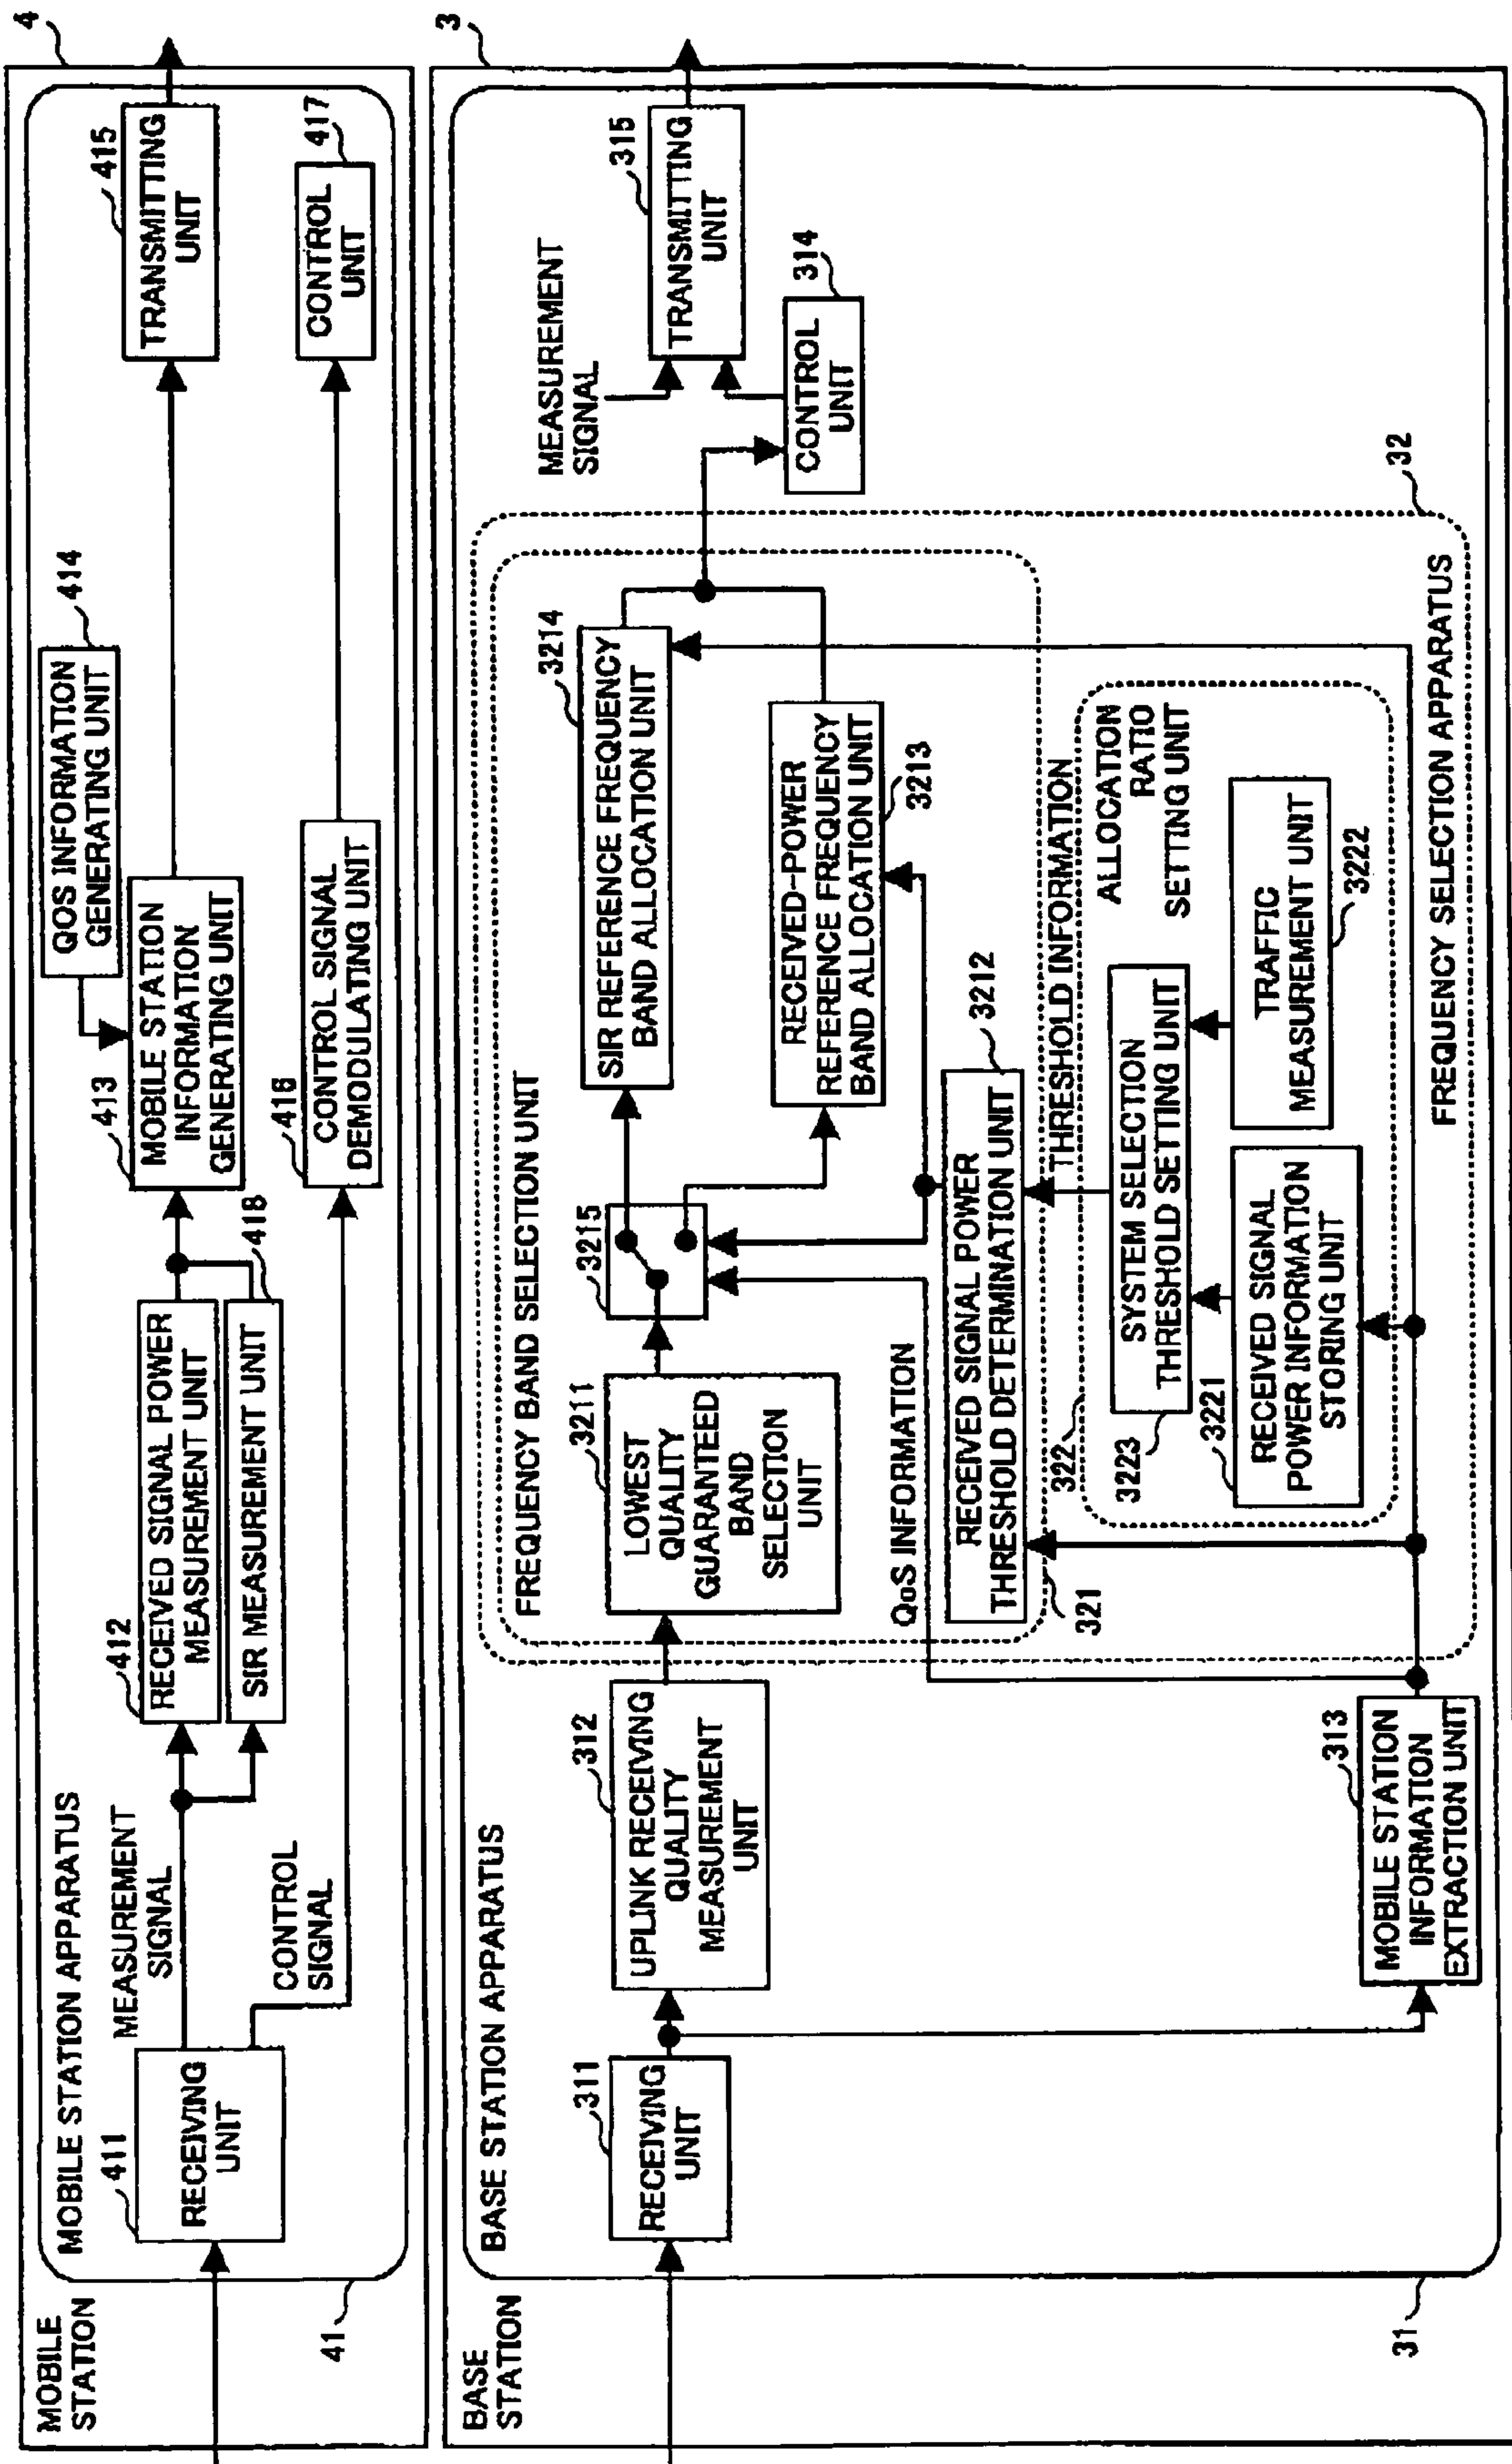 MOBILE
STATION
4
MOBILE STATION APPARATUS
41
411
RECEIVING
UNIT
MEASUREMENT
SIGNAL
CONTROL
SIGNAL
412
RECEIVED SIGNAL POWER
MEASUREMENT UNIT
SIR MEASUREMENT UNIT
418
413
MOBILE STATION
INFORMATION
GENERATING UNIT
QOS INFORMATION
GENERATING UNIT
414
416
CONTROL SIGNAL
DEMODULATING UNIT
415
TRANSMITTING
UNIT
CONTROL
UNIT
417
BASE
STATION
3
BASE STATION APPARATUS
31
311
RECEIVING
UNIT
312
UPLINK RECEIVING
QUALITY
MEASUREMENT
UNIT
313
MOBILE STATION
INFORMATION
EXTRACTION UNIT
FREQUENCY BAND SELECTION UNIT
3211
LOWEST
QUALITY
GUARANTEED
BAND
SELECTION
UNIT
3215
3214
SIR REFERENCE FREQUENCY
BAND ALLOCATION UNIT
RECEIVED-POWER
REFERENCE FREQUENCY
BAND ALLOCATION UNIT
3213
QoS INFORMATION
RECEIVED SIGNAL POWER
THRESHOLD DETERMINATION UNIT
3212
321
THRESHOLD INFORMATION
322
ALLOCATION
RATIO
SETTING UNIT
SYSTEM SELECTION
THRESHOLD SETTING UNIT
3223
3221
RECEIVED SIGNAL
POWER INFORMATION
STORING UNIT
TRAFFIC
MEASUREMENT UNIT
3222
FREQUENCY SELECTION APPARATUS
32
MEASUREMENT
SIGNAL
315
TRANSMITTING
UNIT
CONTROL
UNIT
314